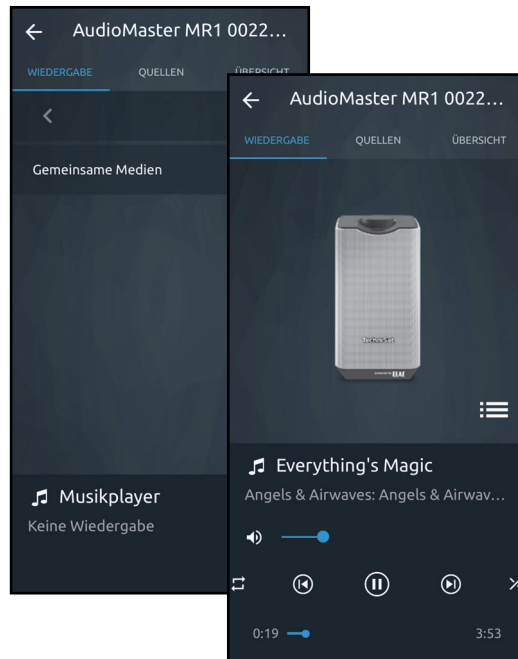 AudioMaster MR1 0022...
WIEDERGABE QUELLEN ÜBERSICHT
Gemeinsame Medien
Musikplayer
Keine Wiedergabe
AudioMaster MR1 0022...
WIEDERGABE QUELLEN ÜBERSICHT
TechniSat
ELAC
Everything's Magic
Angels & Airwaves: Angels & Airwav...
0:19 3:53